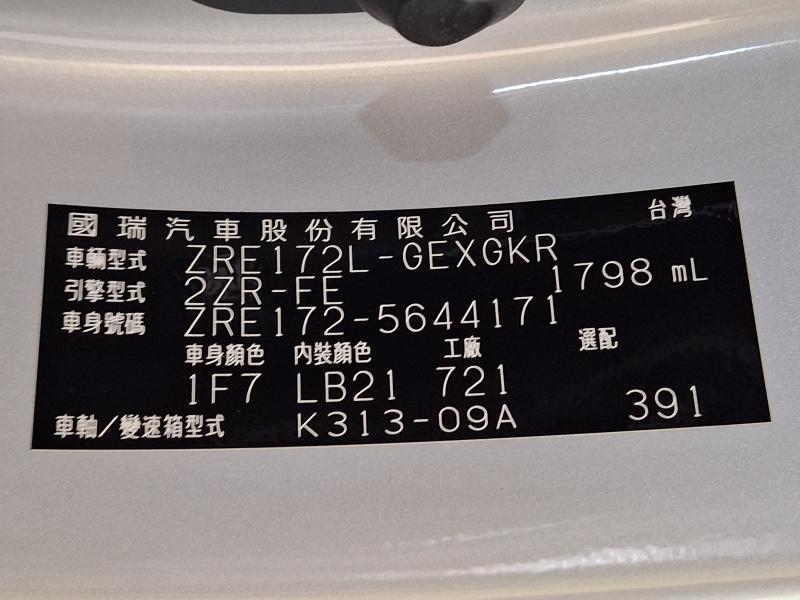 國瑞汽車股份有限公司 台灣
車輛型式 ZRE172L-GEXGKR
引擎型式 2ZR-FE 1798 mL
車身號碼 ZRE172-5644171
車身顏色 內裝顏色 工廠 選配
1F7 LB21 721 391
車軸/變速箱型式 K313-09A